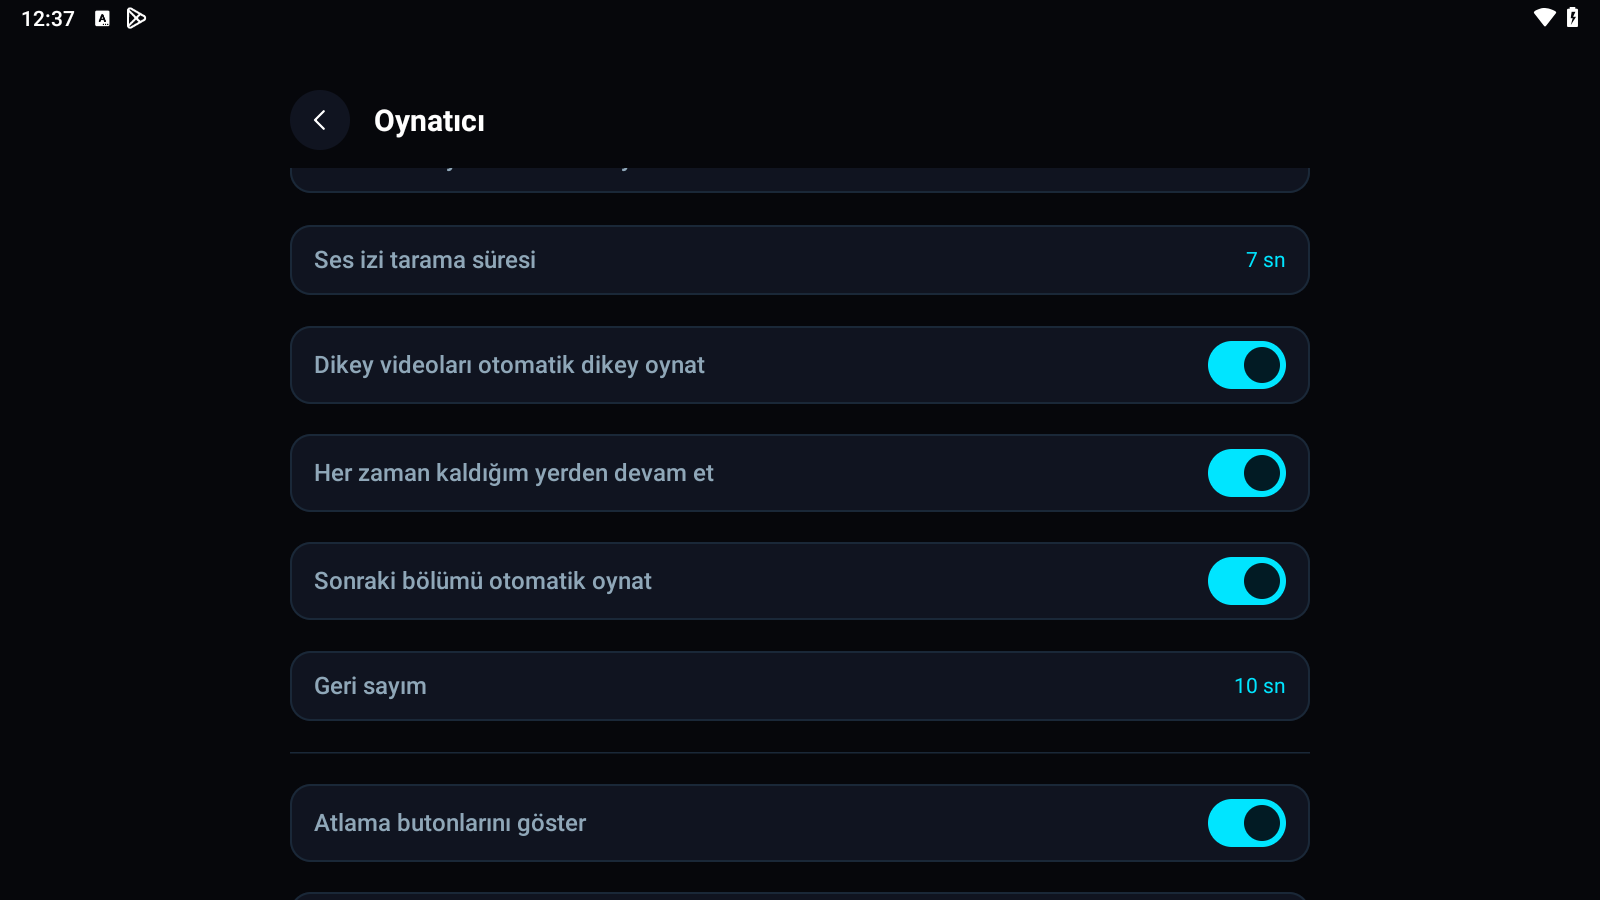 12:37
Oynatıcı
Ses izi tarama süresi
7 sn
Dikey videoları otomatik dikey oynat
Her zaman kaldığım yerden devam et
Sonraki bölümü otomatik oynat
Geri sayım
10 sn
Atlama butonlarını göster